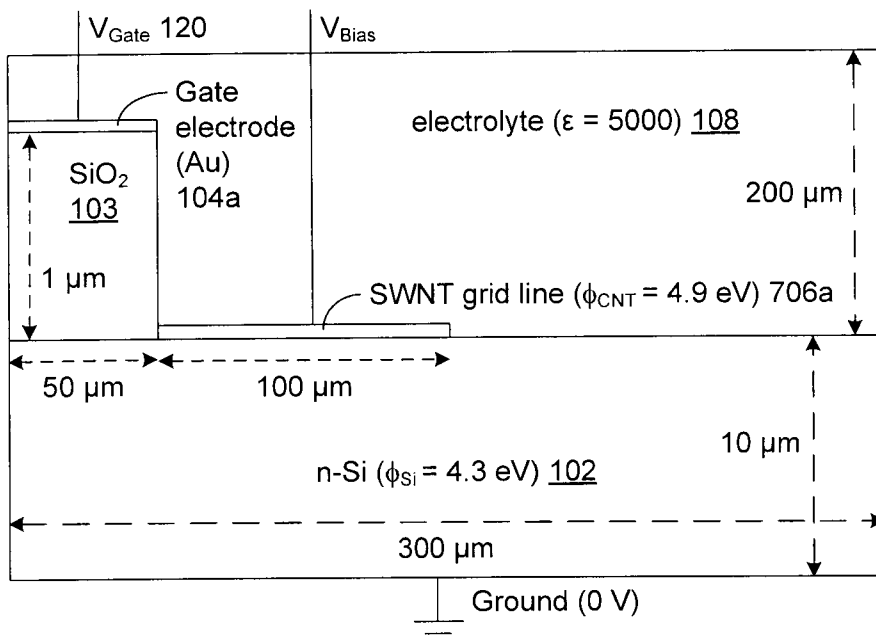 V_Gate 120
V_Bias
Gate
electrode
(Au)
104a
electrolyte (ε = 5000) 108
SiO₂
103
200 µm
1 µm
SWNT grid line (ϕ_CNT = 4.9 eV) 706a
50 µm
100 µm
10 µm
n-Si (ϕ_Si = 4.3 eV) 102
300 µm
Ground (0 V)